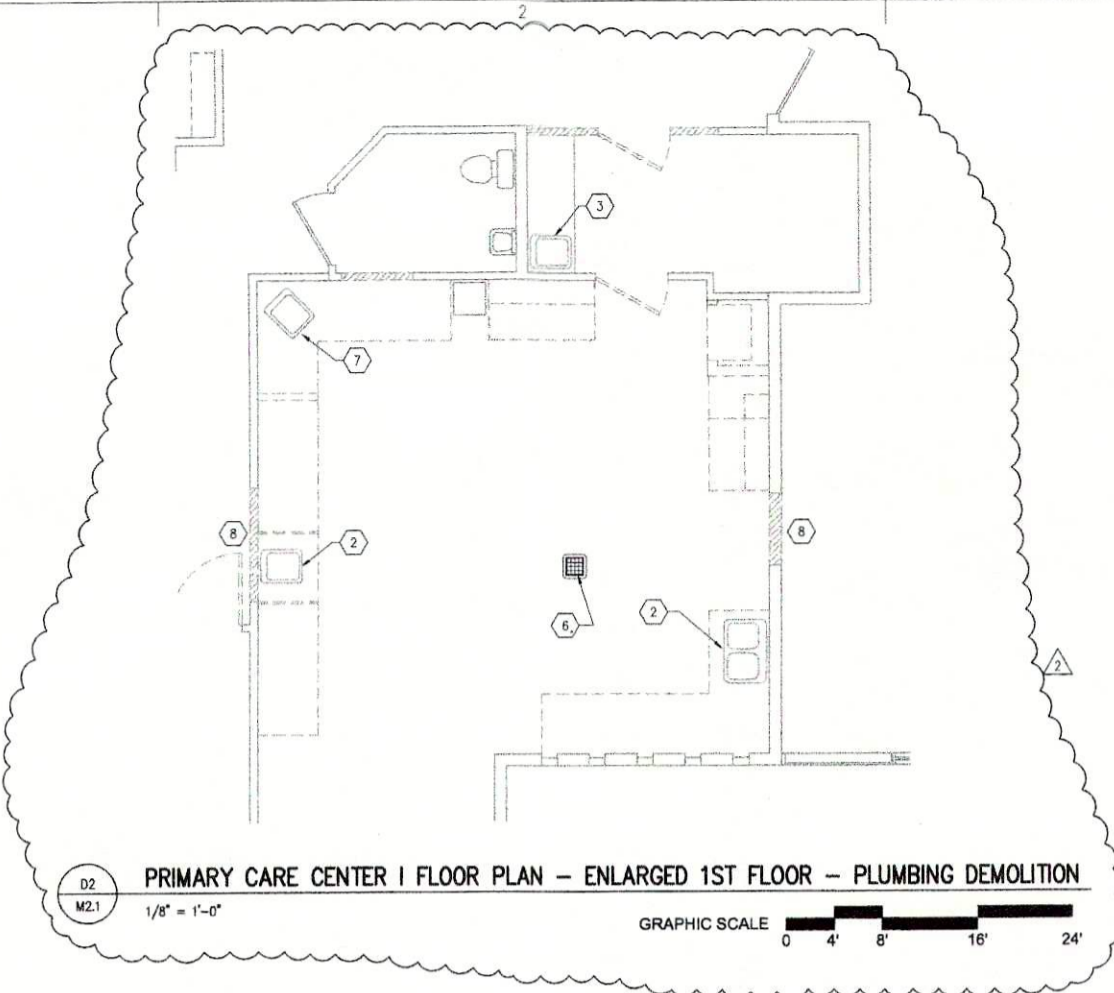 2
3
7
8
2
8
6
2
2
D2
M2.1
PRIMARY CARE CENTER I FLOOR PLAN – ENLARGED 1ST FLOOR – PLUMBING DEMOLITION
1/8" = 1'-0"
GRAPHIC SCALE
0 4' 8' 16' 24'